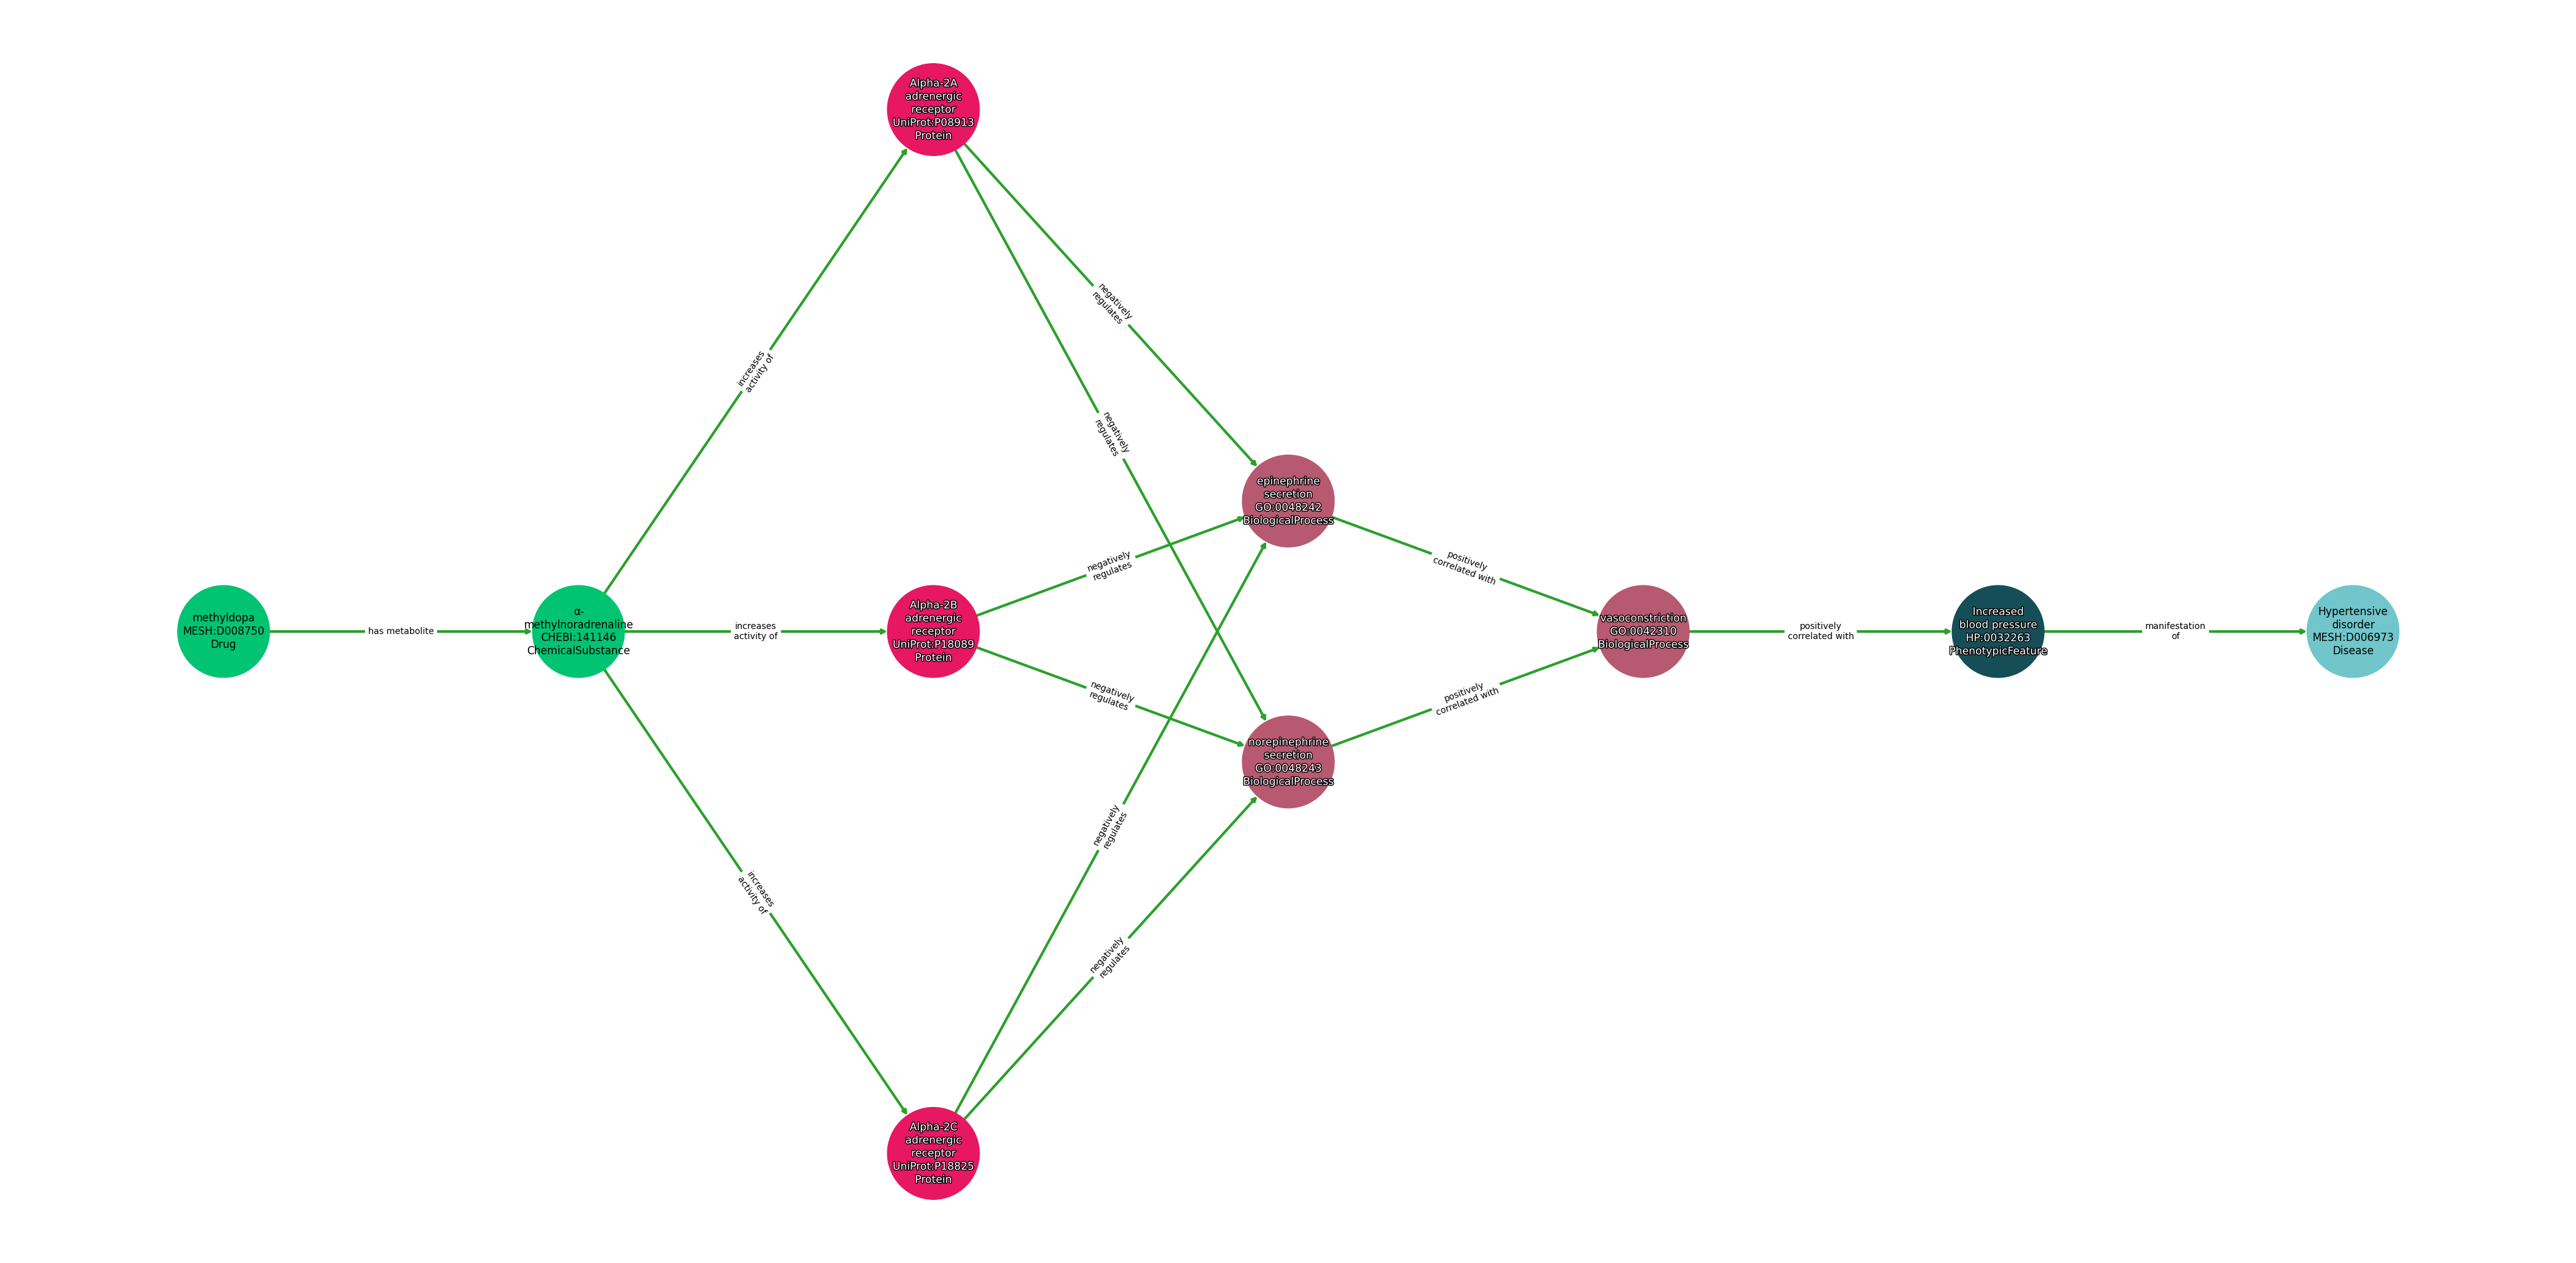 Alpha-2A
adrenergic
receptor
UniProt:P08913
Protein
negatively
regulates
increases
activity of
negatively
regulates
epinephrine
secretion
GO:0048242
BiologicalProcess
negatively
regulates
positively
correlated with
methyldopa
MESH:D008750
Drug
has metabolite
α-
methylnoradrenaline
CHEBI:141146
ChemicalSubstance
increases
activity of
Alpha-2B
adrenergic
receptor
UniProt:P18089
Protein
vasoconstriction
GO:0042310
BiologicalProcess
positively
correlated with
Increased
blood pressure
HP:0032263
PhenotypicFeature
manifestation
of
Hypertensive
disorder
MESH:D006973
Disease
negatively
regulates
positively
correlated with
norepinephrine
secretion
GO:0048243
BiologicalProcess
negatively
regulates
increases
activity of
negatively
regulates
Alpha-2C
adrenergic
receptor
UniProt:P18825
Protein